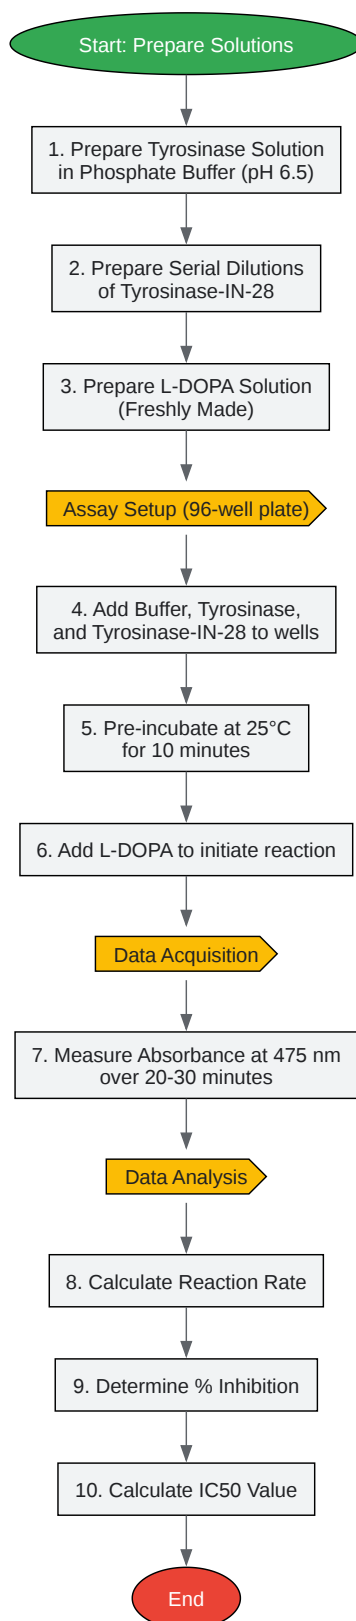 Start: Prepare Solutions
1. Prepare Tyrosinase Solution
in Phosphate Buffer (pH 6.5)
2. Prepare Serial Dilutions
of Tyrosinase-IN-28
3. Prepare L-DOPA Solution
(Freshly Made)
Assay Setup (96-well plate)
4. Add Buffer, Tyrosinase,
and Tyrosinase-IN-28 to wells
5. Pre-incubate at 25°C
for 10 minutes
6. Add L-DOPA to initiate reaction
Data Acquisition
7. Measure Absorbance at 475 nm
over 20-30 minutes
Data Analysis
8. Calculate Reaction Rate
9. Determine % Inhibition
10. Calculate IC50 Value
End